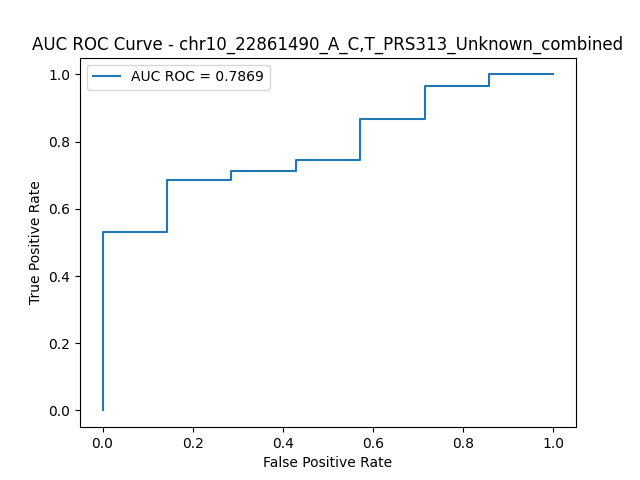 AUC ROC Curve - chr10_22861490_A_C,T_PRS313_Unknown_combined
AUC ROC = 0.7869
True Positive Rate
1.0
0.8
0.6
0.4
0.2
0.0
0.0 0.2 0.4 0.6 0.8 1.0
False Positive Rate